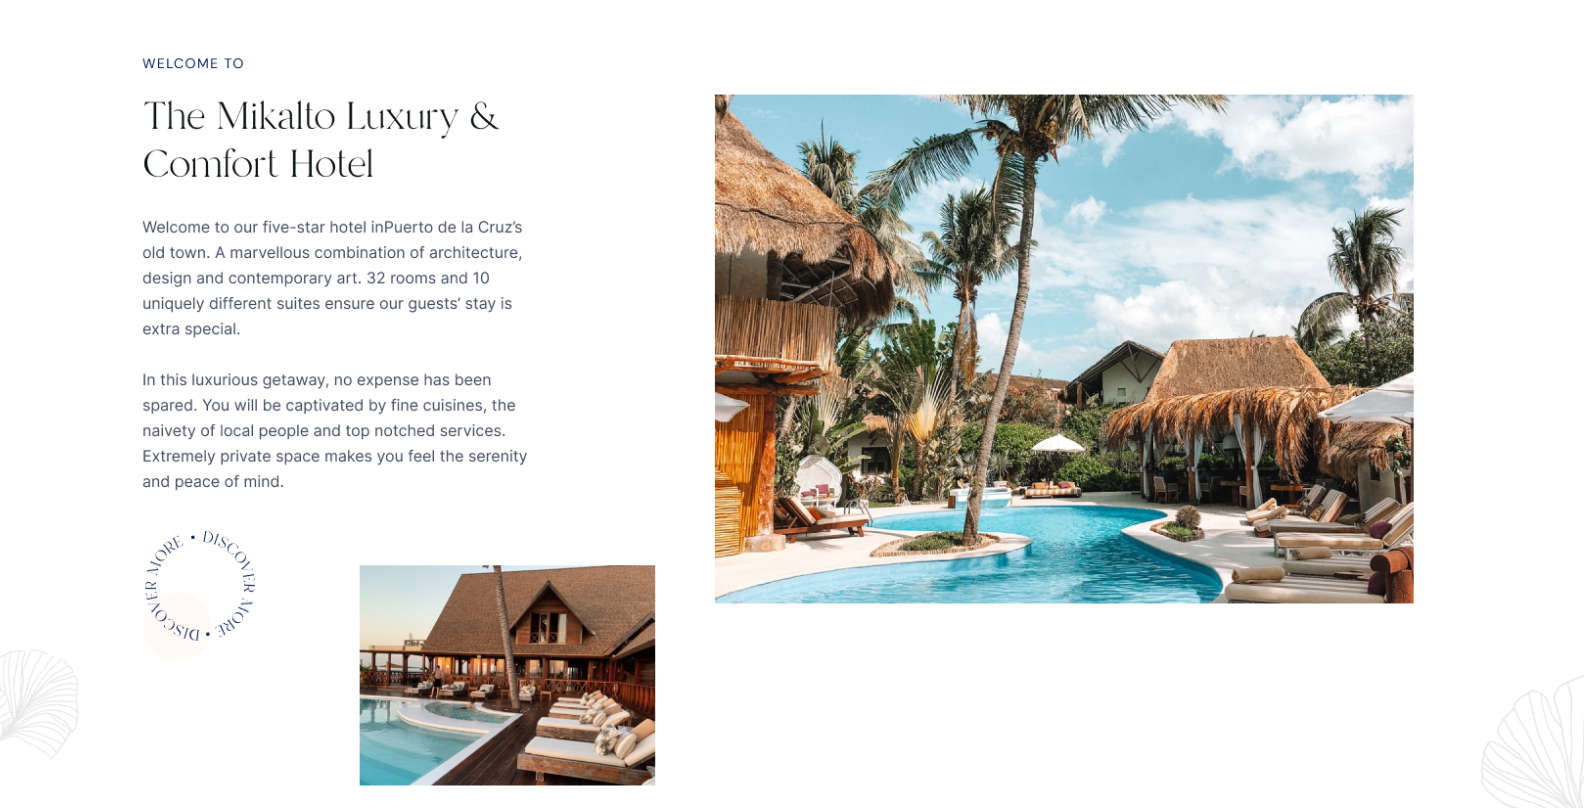 WELCOME TO
The Mikalto Luxury &
Comfort Hotel
Welcome to our five-star hotel inPuerto de la Cruz’s
old town. A marvellous combination of architecture,
design and contemporary art. 32 rooms and 10
uniquely different suites ensure our guests’ stay is
extra special.
In this luxurious getaway, no expense has been
spared. You will be captivated by fine cuisines, the
naivety of local people and top notched services.
Extremely private space makes you feel the serenity
and peace of mind.
DISCOVER MORE • DISCOVER MORE •